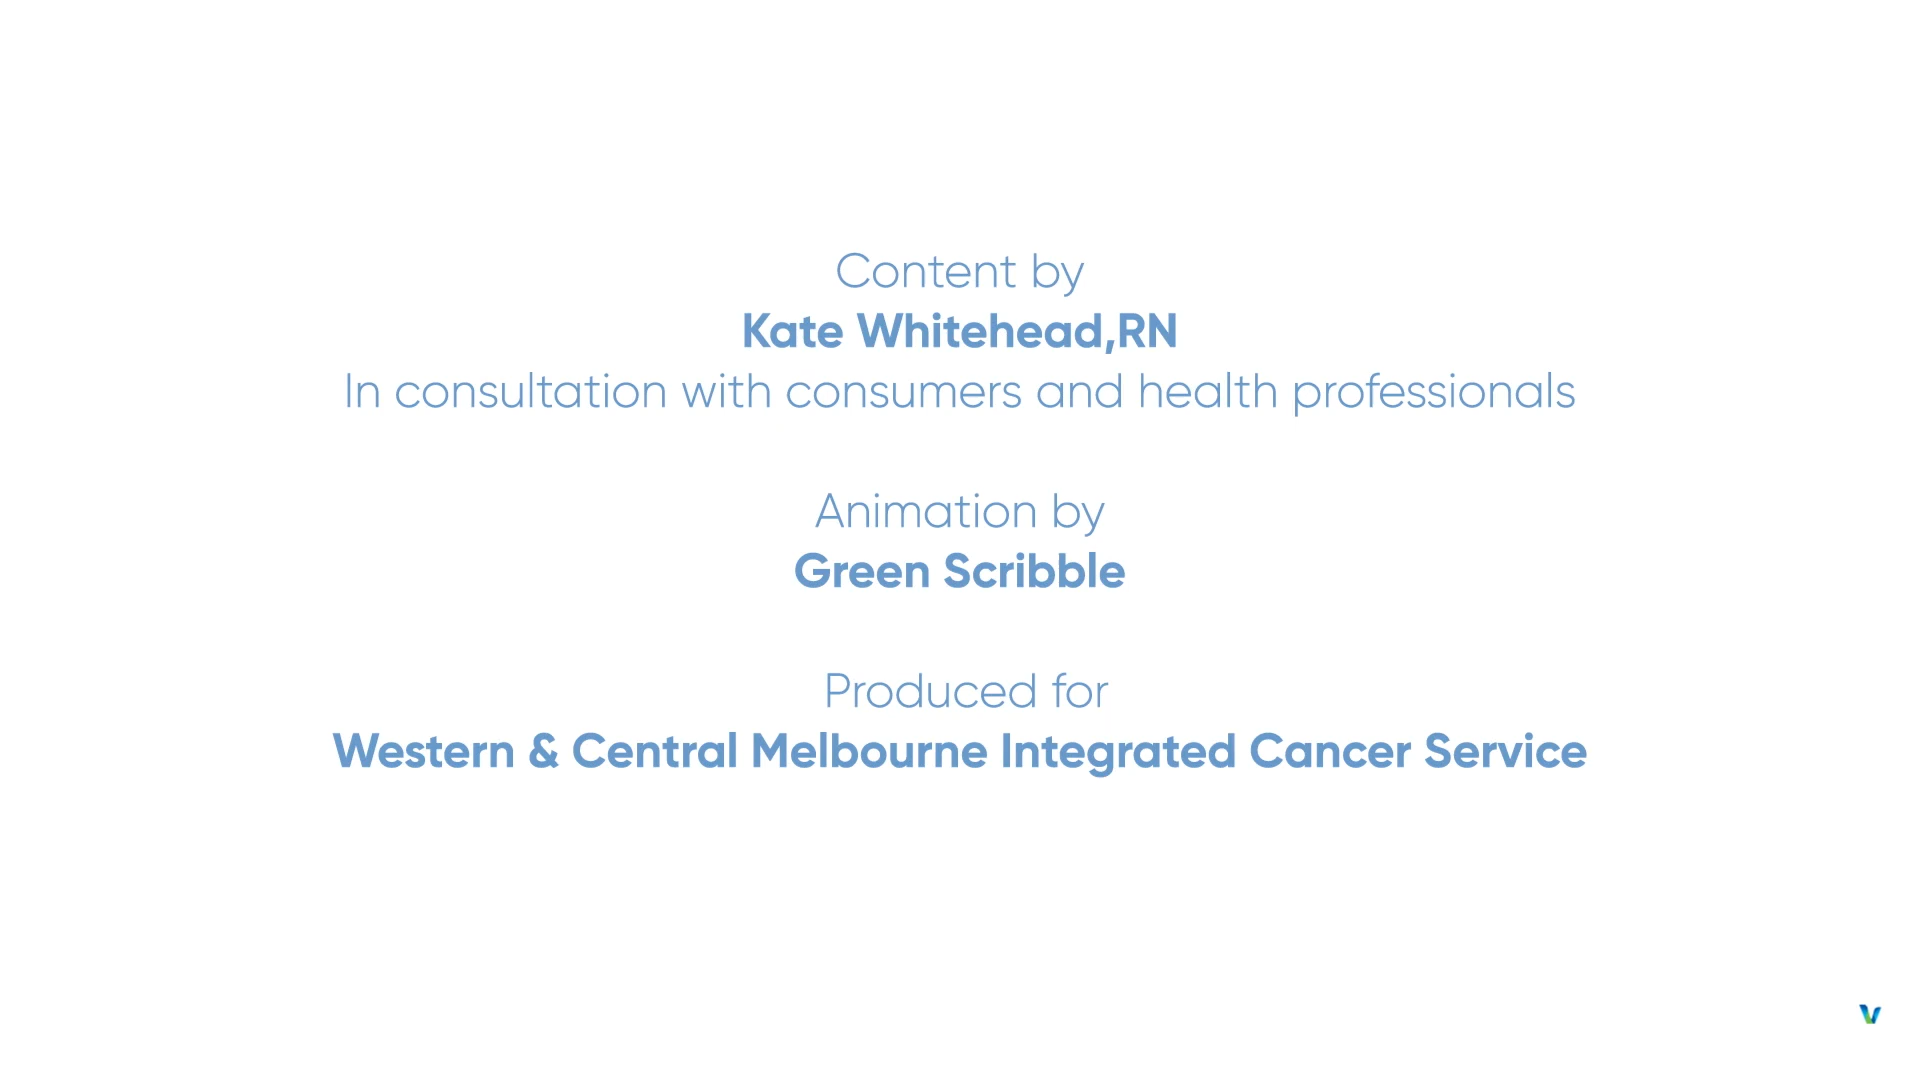 Content by
Kate Whitehead,RN
In consultation with consumers and health professionals
Animation by
Green Scribble
Produced for
Western & Central Melbourne Integrated Cancer Service